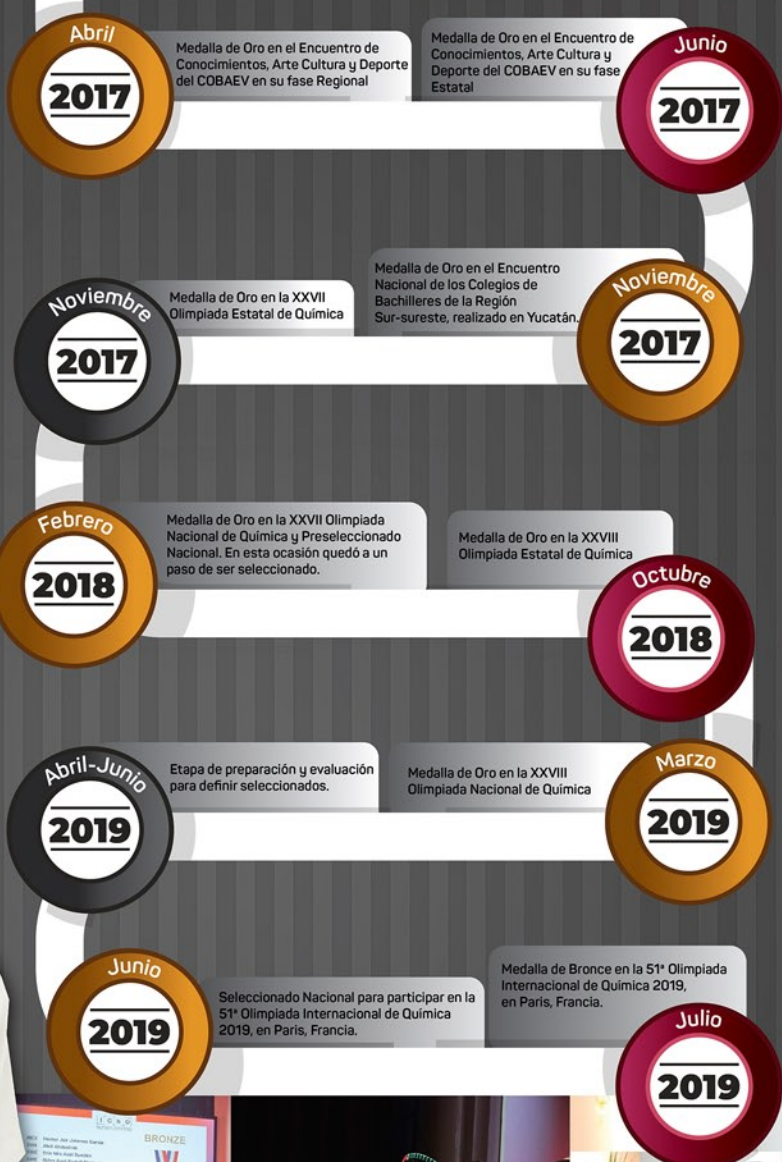 Abril
2017
Medalla de Oro en el Encuentro de
Conocimientos, Arte Cultura y Deporte
del COBAEV en su fase Regional
Medalla de Oro en el Encuentro de
Conocimientos, Arte Cultura y
Deporte del COBAEV en su fase
Estatal
Junio
2017
Medalla de Oro en el Encuentro
Nacional de los Colegios de
Bachilleres de la Región
Sur-sureste, realizado en Yucatán.
Noviembre
2017
Noviembre
2017
Medalla de Oro en la XXVII
Olimpiada Estatal de Química
Febrero
2018
Medalla de Oro en la XXVII Olimpiada
Nacional de Química y Preseleccionado
Nacional. En esta ocasión quedó a un
paso de ser seleccionado.
Medalla de Oro en la XXVIII
Olimpiada Estatal de Química
Octubre
2018
Medalla de Oro en la XXVIII
Olimpiada Nacional de Química
Marzo
2019
Abril-Junio
2019
Etapa de preparación y evaluación
para definir seleccionados.
Junio
2019
Seleccionado Nacional para participar en la
51ª Olimpiada Internacional de Química
2019, en Paris, Francia.
Medalla de Bronce en la 51ª Olimpiada
Internacional de Química 2019,
en Paris, Francia.
Julio
2019
BRONZE